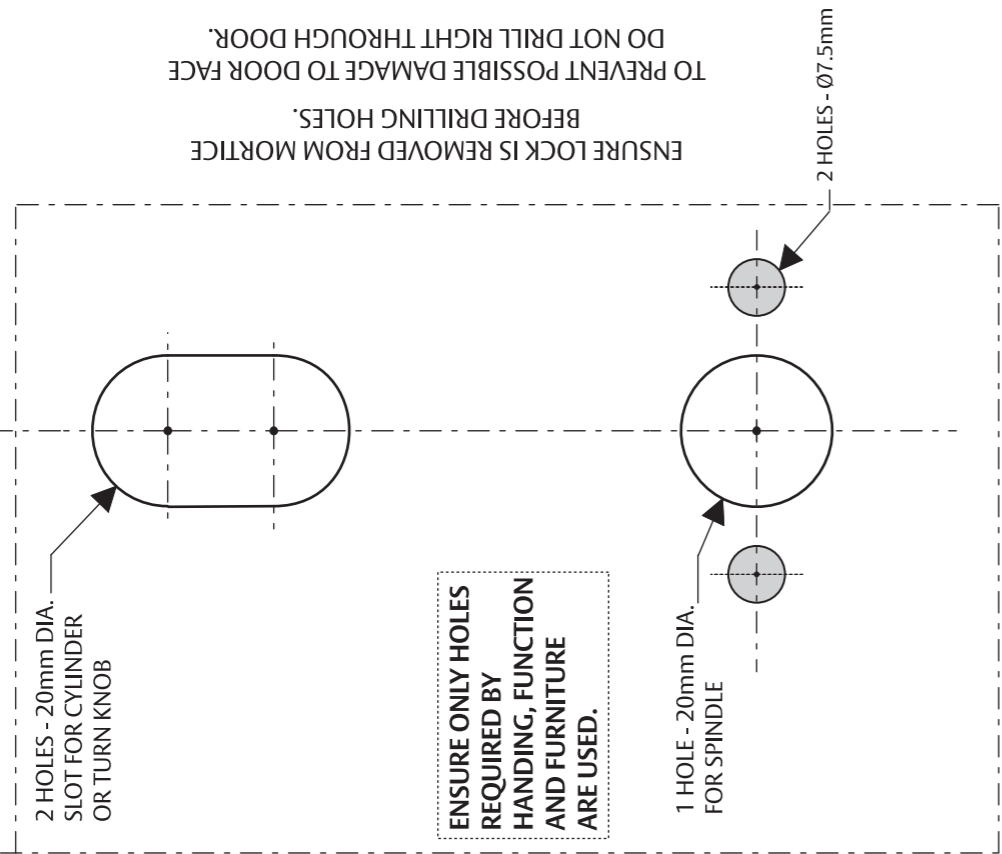 ENSURE LOCK IS REMOVED FROM MORTICE
BEFORE DRILLING HOLES.
TO PREVENT POSSIBLE DAMAGE TO DOOR FACE
DO NOT DRILL RIGHT THROUGH DOOR.
2 HOLES - 20mm DIA.
SLOT FOR CYLINDER
OR TURN KNOB
ENSURE ONLY HOLES
REQUIRED BY
HANDING, FUNCTION
AND FURNITURE
ARE USED.
1 HOLE - 20mm DIA.
FOR SPINDLE
2 HOLES - Ø7.5mm